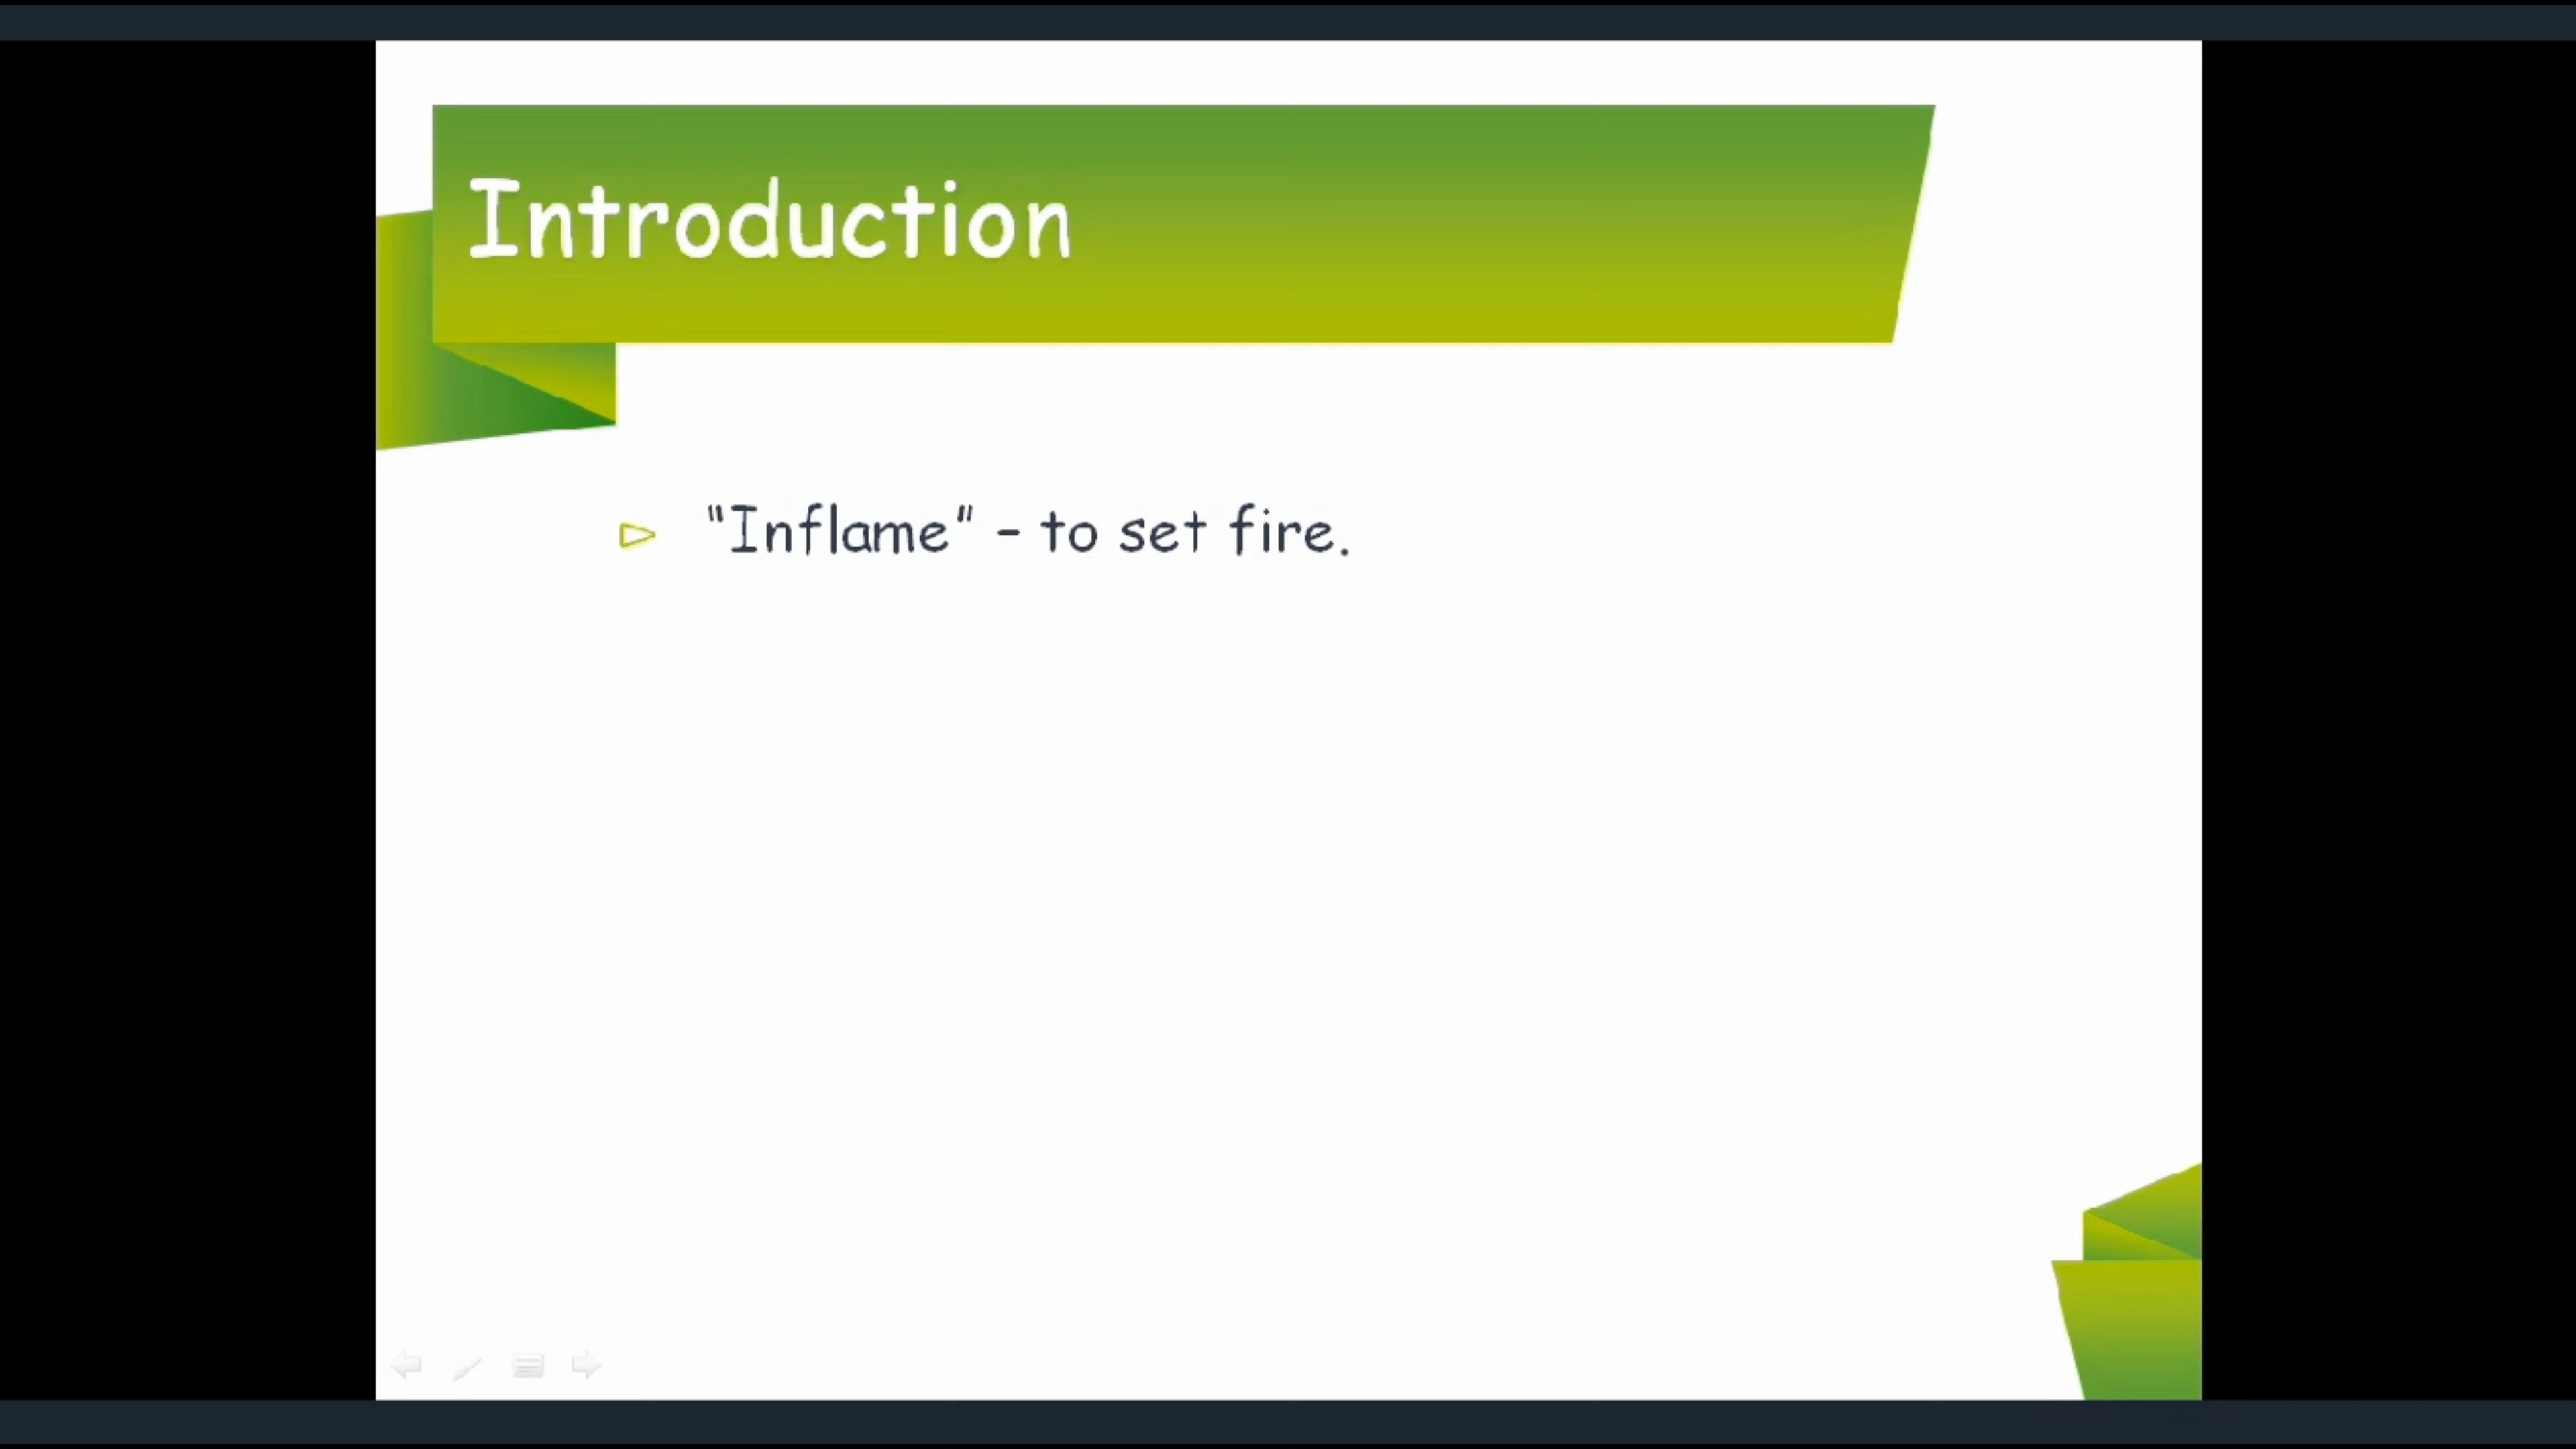 Introduction
"Inflame" - to set fire.